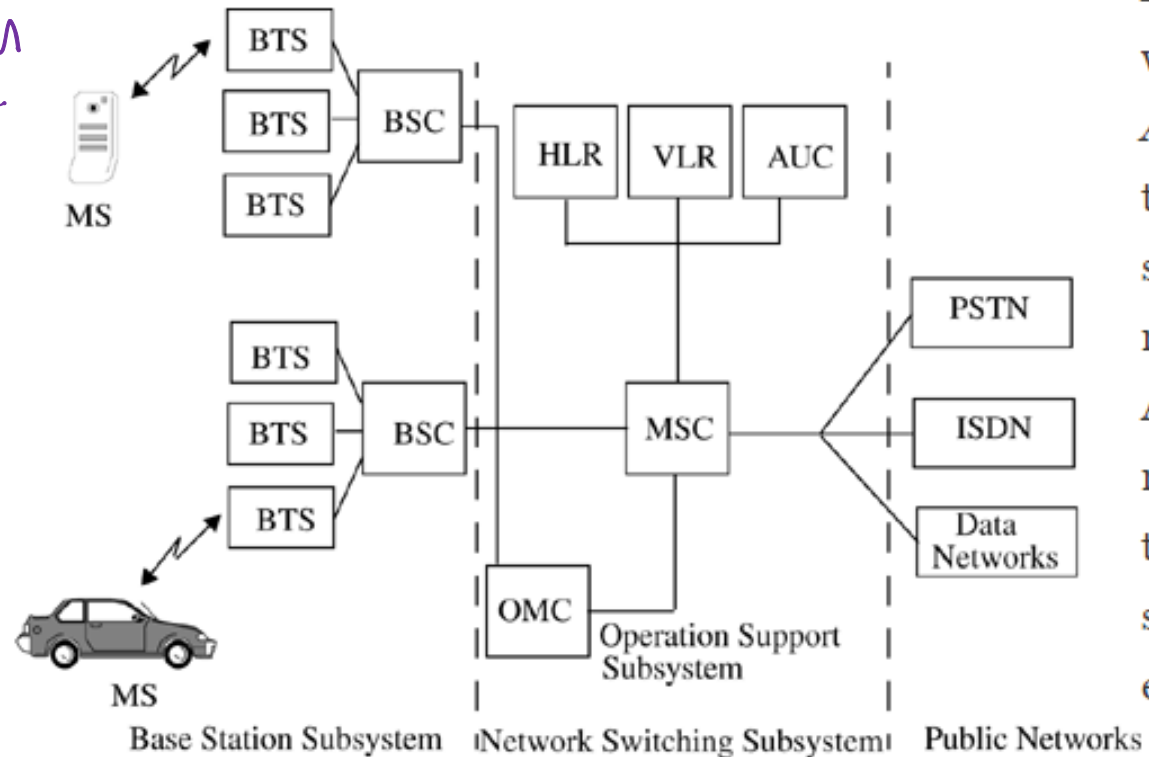 BTS
BTS
BTS
BSC
MS
HLR
VLR
AUC
BTS
BTS
BTS
BSC
MS
MSC
OMC
Operation Support
Subsystem
PSTN
ISDN
Data
Networks
Base Station Subsystem
Network Switching Subsystem
Public Networks